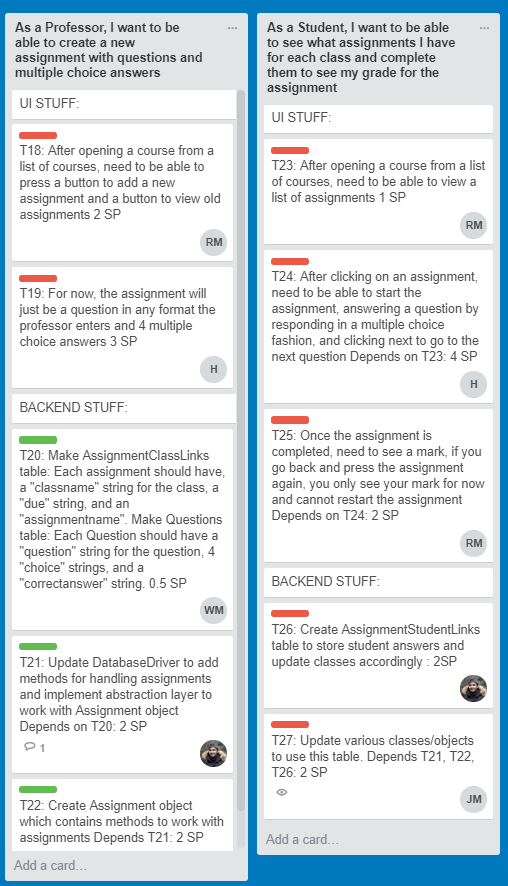 As a Professor, I want to be
able to create a new
assignment with questions and
multiple choice answers
...
UI STUFF:
T18: After opening a course from a
list of courses, need to be able to
press a button to add a new
assignment and a button to view old
assignments 2 SP
RM
T19: For now, the assignment will
just be a question in any format the
professor enters and 4 multiple
choice answers 3 SP
H
BACKEND STUFF:
T20: Make AssignmentClassLinks
table: Each assignment should have,
a "classname" string for the class, a
"due" string, and an
"assignmentname". Make Questions
table: Each Question should have a
"question" string for the question, 4
"choice" strings, and a
"correctanswer" string. 0.5 SP
WM
T21: Update DatabaseDriver to add
methods for handling assignments
and implement abstraction layer to
work with Assignment object
Depends on T20: 2 SP
1
T22: Create Assignment object
which contains methods to work with
assignments Depends T21: 2 SP
Add a card...
As a Student, I want to be able
to see what assignments I have
for each class and complete
them to see my grade for the
assignment
...
UI STUFF:
T23: After opening a course from a list
of courses, need to be able to view a
list of assignments 1 SP
RM
T24: After clicking on an assignment,
need to be able to start the
assignment, answering a question by
responding in a multiple choice
fashion, and clicking next to go to the
next question Depends on T23: 4 SP
H
T25: Once the assignment is
completed, need to see a mark, if you
go back and press the assignment
again, you only see your mark for now
and cannot restart the assignment
Depends on T24: 2 SP
RM
BACKEND STUFF:
T26: Create AssignmentStudentLinks
table to store student answers and
update classes accordingly : 2SP
T27: Update various classes/objects
to use this table. Depends T21, T22,
T26: 2 SP
JM
Add a card...